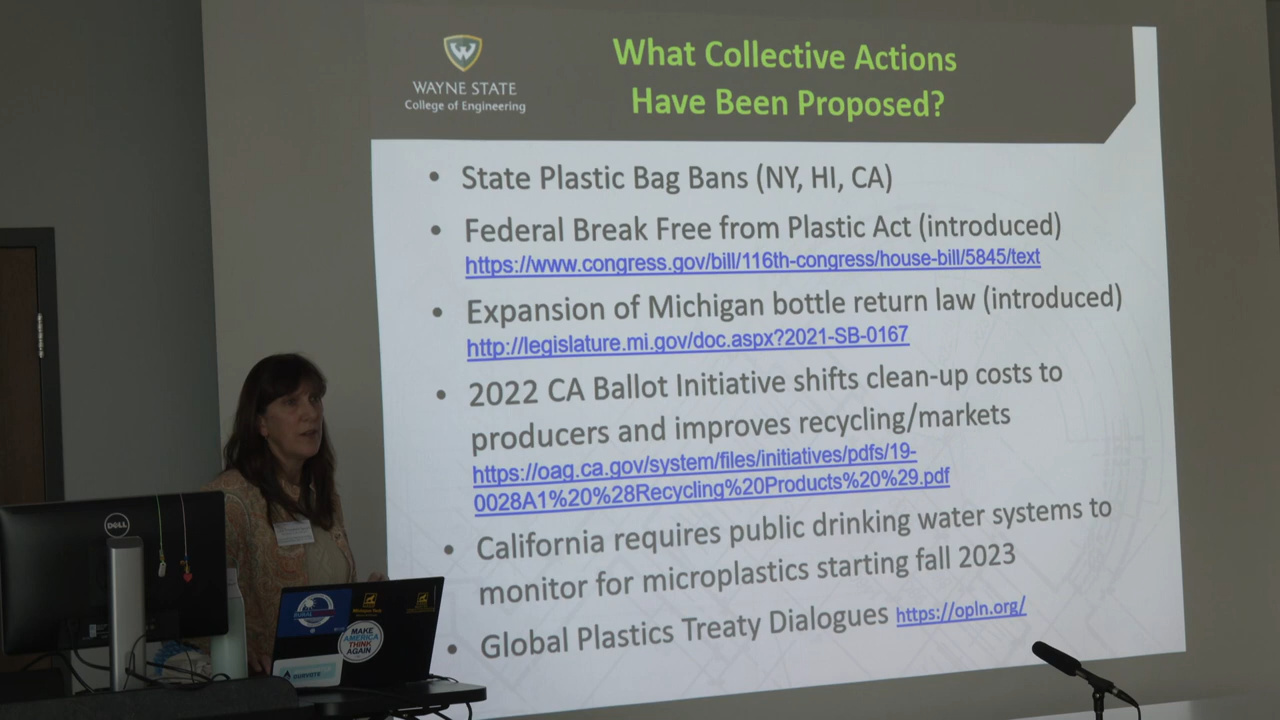 WAYNE STATE
College of Engineering
What Collective Actions
Have Been Proposed?
• State Plastic Bag Bans (NY, HI, CA)
• Federal Break Free from Plastic Act (introduced)
https://www.congress.gov/bill/116th-congress/house-bill/5845/text
• Expansion of Michigan bottle return law (introduced)
http://legislature.mi.gov/doc.aspx?2021-SB-0167
• 2022 CA Ballot Initiative shifts clean-up costs to
producers and improves recycling/markets
https://oag.ca.gov/system/files/initiatives/pdfs/19-
0028A1%20%28Recycling%20Products%20%29.pdf
• California requires public drinking water systems to
monitor for microplastics starting fall 2023
• Global Plastics Treaty Dialogues https://opln.org/
DELL
RURAL
MAKE
AMERICA
THINK
AGAIN
OURVOTE